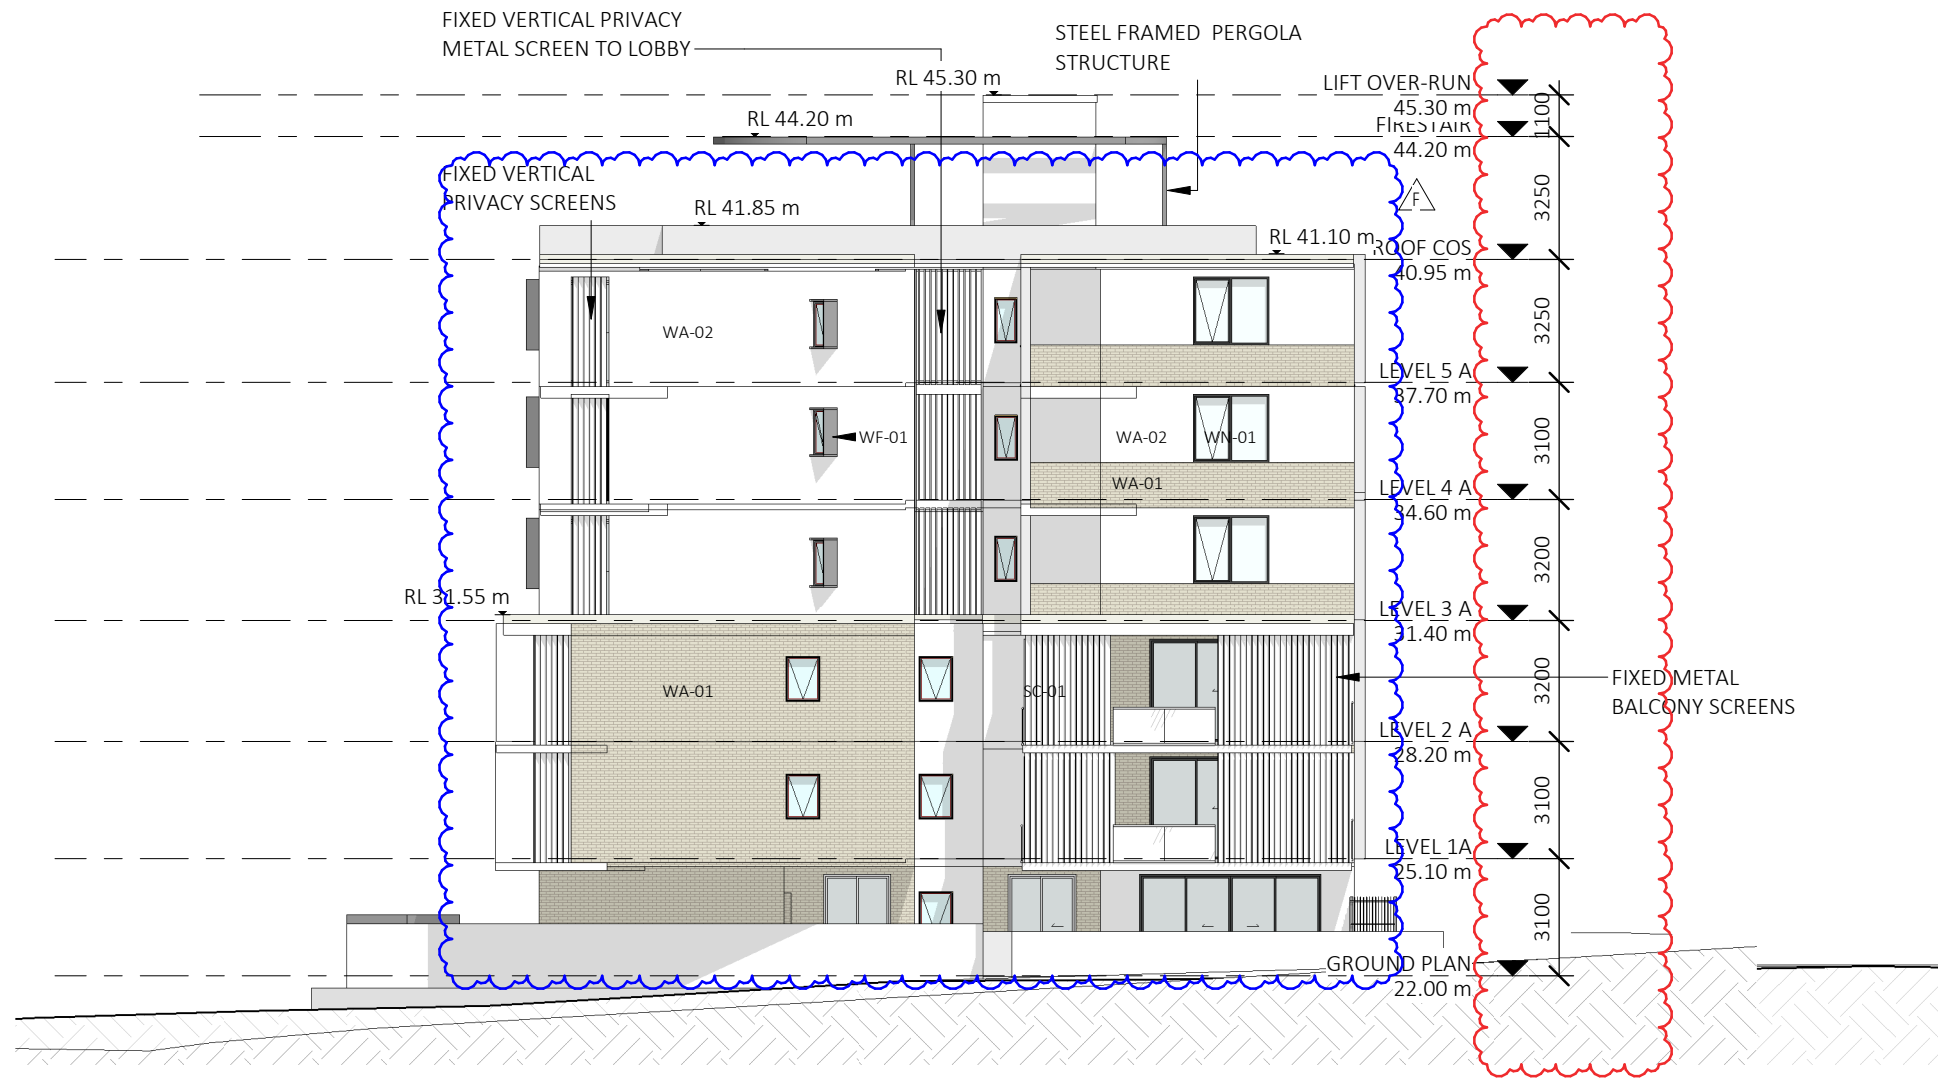 FIXED VERTICAL PRIVACY
METAL SCREEN TO LOBBY
STEEL FRAMED PERGOLA
STRUCTURE
RL 45.30 m
LIFT OVER-RUN
45.30 m
1100
RL 44.20 m
FIRESTAIR
44.20 m
FIXED VERTICAL
PRIVACY SCREENS
F
3250
RL 41.85 m
RL 41.10 m
ROOF COS
40.95 m
3250
WA-02
LEVEL 5 A
37.70 m
WF-01
WA-02
WN-01
3100
WA-01
LEVEL 4 A
34.60 m
3200
RL 31.55 m
LEVEL 3 A
31.40 m
WA-01
SC-01
3200
FIXED METAL
BALCONY SCREENS
LEVEL 2 A
28.20 m
3100
LEVEL 1A
25.10 m
3100
GROUND PLAN
22.00 m